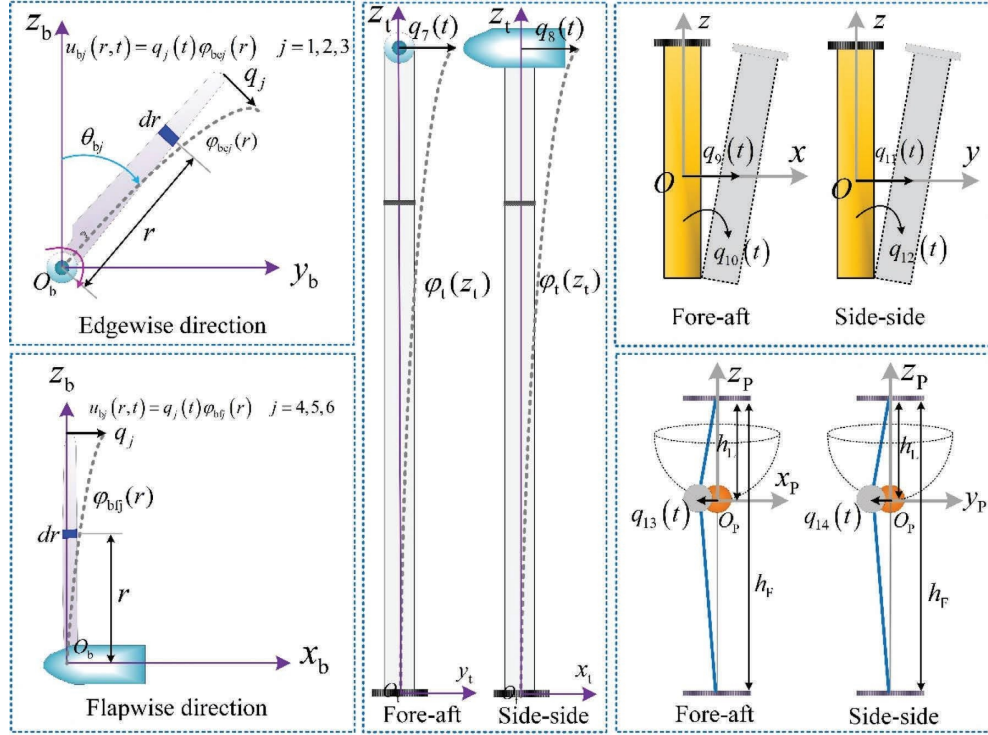 z_b
u_bj(r,t) = q_j(t)φ_bej(r) j = 1, 2, 3
q_j
dr
θ_bj
φ_bej(r)
r
O_b
y_b
Edgewise direction
z_b
u_bj(r,t) = q_j(t)φ_bfj(r) j = 4,5,6
q_j
φ_bfj(r)
dr
r
O_b
x_b
Flapwise direction
z_t
q_7(t)
z_t
q_8(t)
φ_t(z_t)
φ_t(z_t)
y_t
x_t
O
O
Fore-aft
Side-side
z
z
q_9(t)
x
q_11(t)
y
O
O
q_10(t)
q_12(t)
Fore-aft
Side-side
z_P
z_P
h_L
h_L
x_P
y_P
q_13(t)
O_P
q_14(t)
O_P
h_F
h_F
Fore-aft
Side-side